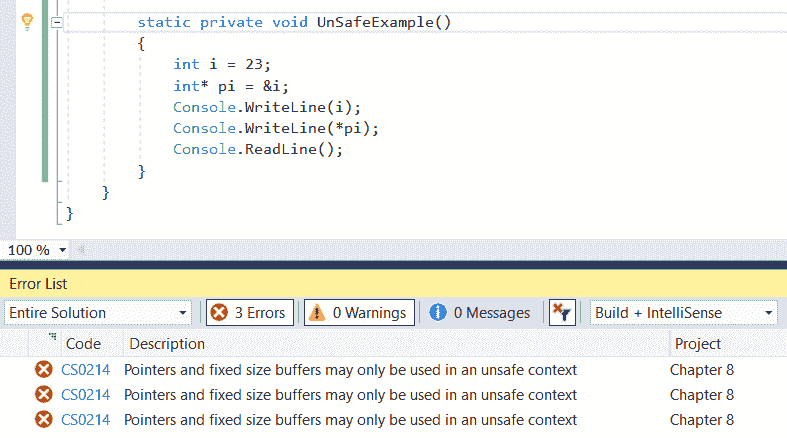 static private void UnSafeExample()
{
int i = 23;
int* pi = &i;
Console.WriteLine(i);
Console.WriteLine(*pi);
Console.ReadLine();
}
}
}
100 %
Error List
Entire Solution 3 Errors 0 Warnings 0 Messages Build + IntelliSense
Code Description Project
CS0214 Pointers and fixed size buffers may only be used in an unsafe context Chapter 8
CS0214 Pointers and fixed size buffers may only be used in an unsafe context Chapter 8
CS0214 Pointers and fixed size buffers may only be used in an unsafe context Chapter 8